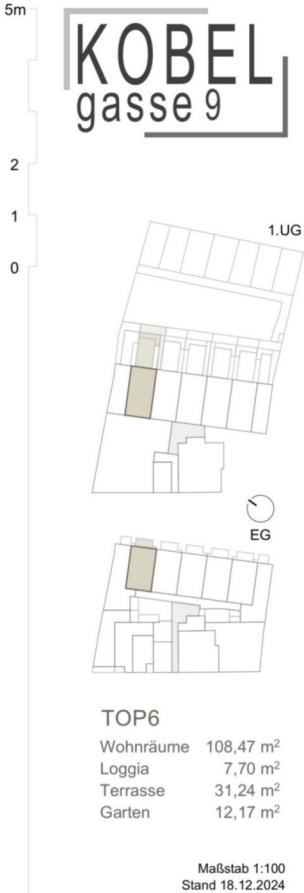 5m
KOBEL
gasse 9
2
1
0
1.UG
EG
TOP6
Wohnräume 108,47 m²
Loggia 7,70 m²
Terrasse 31,24 m²
Garten 12,17 m²
Maßstab 1:100
Stand 18.12.2024